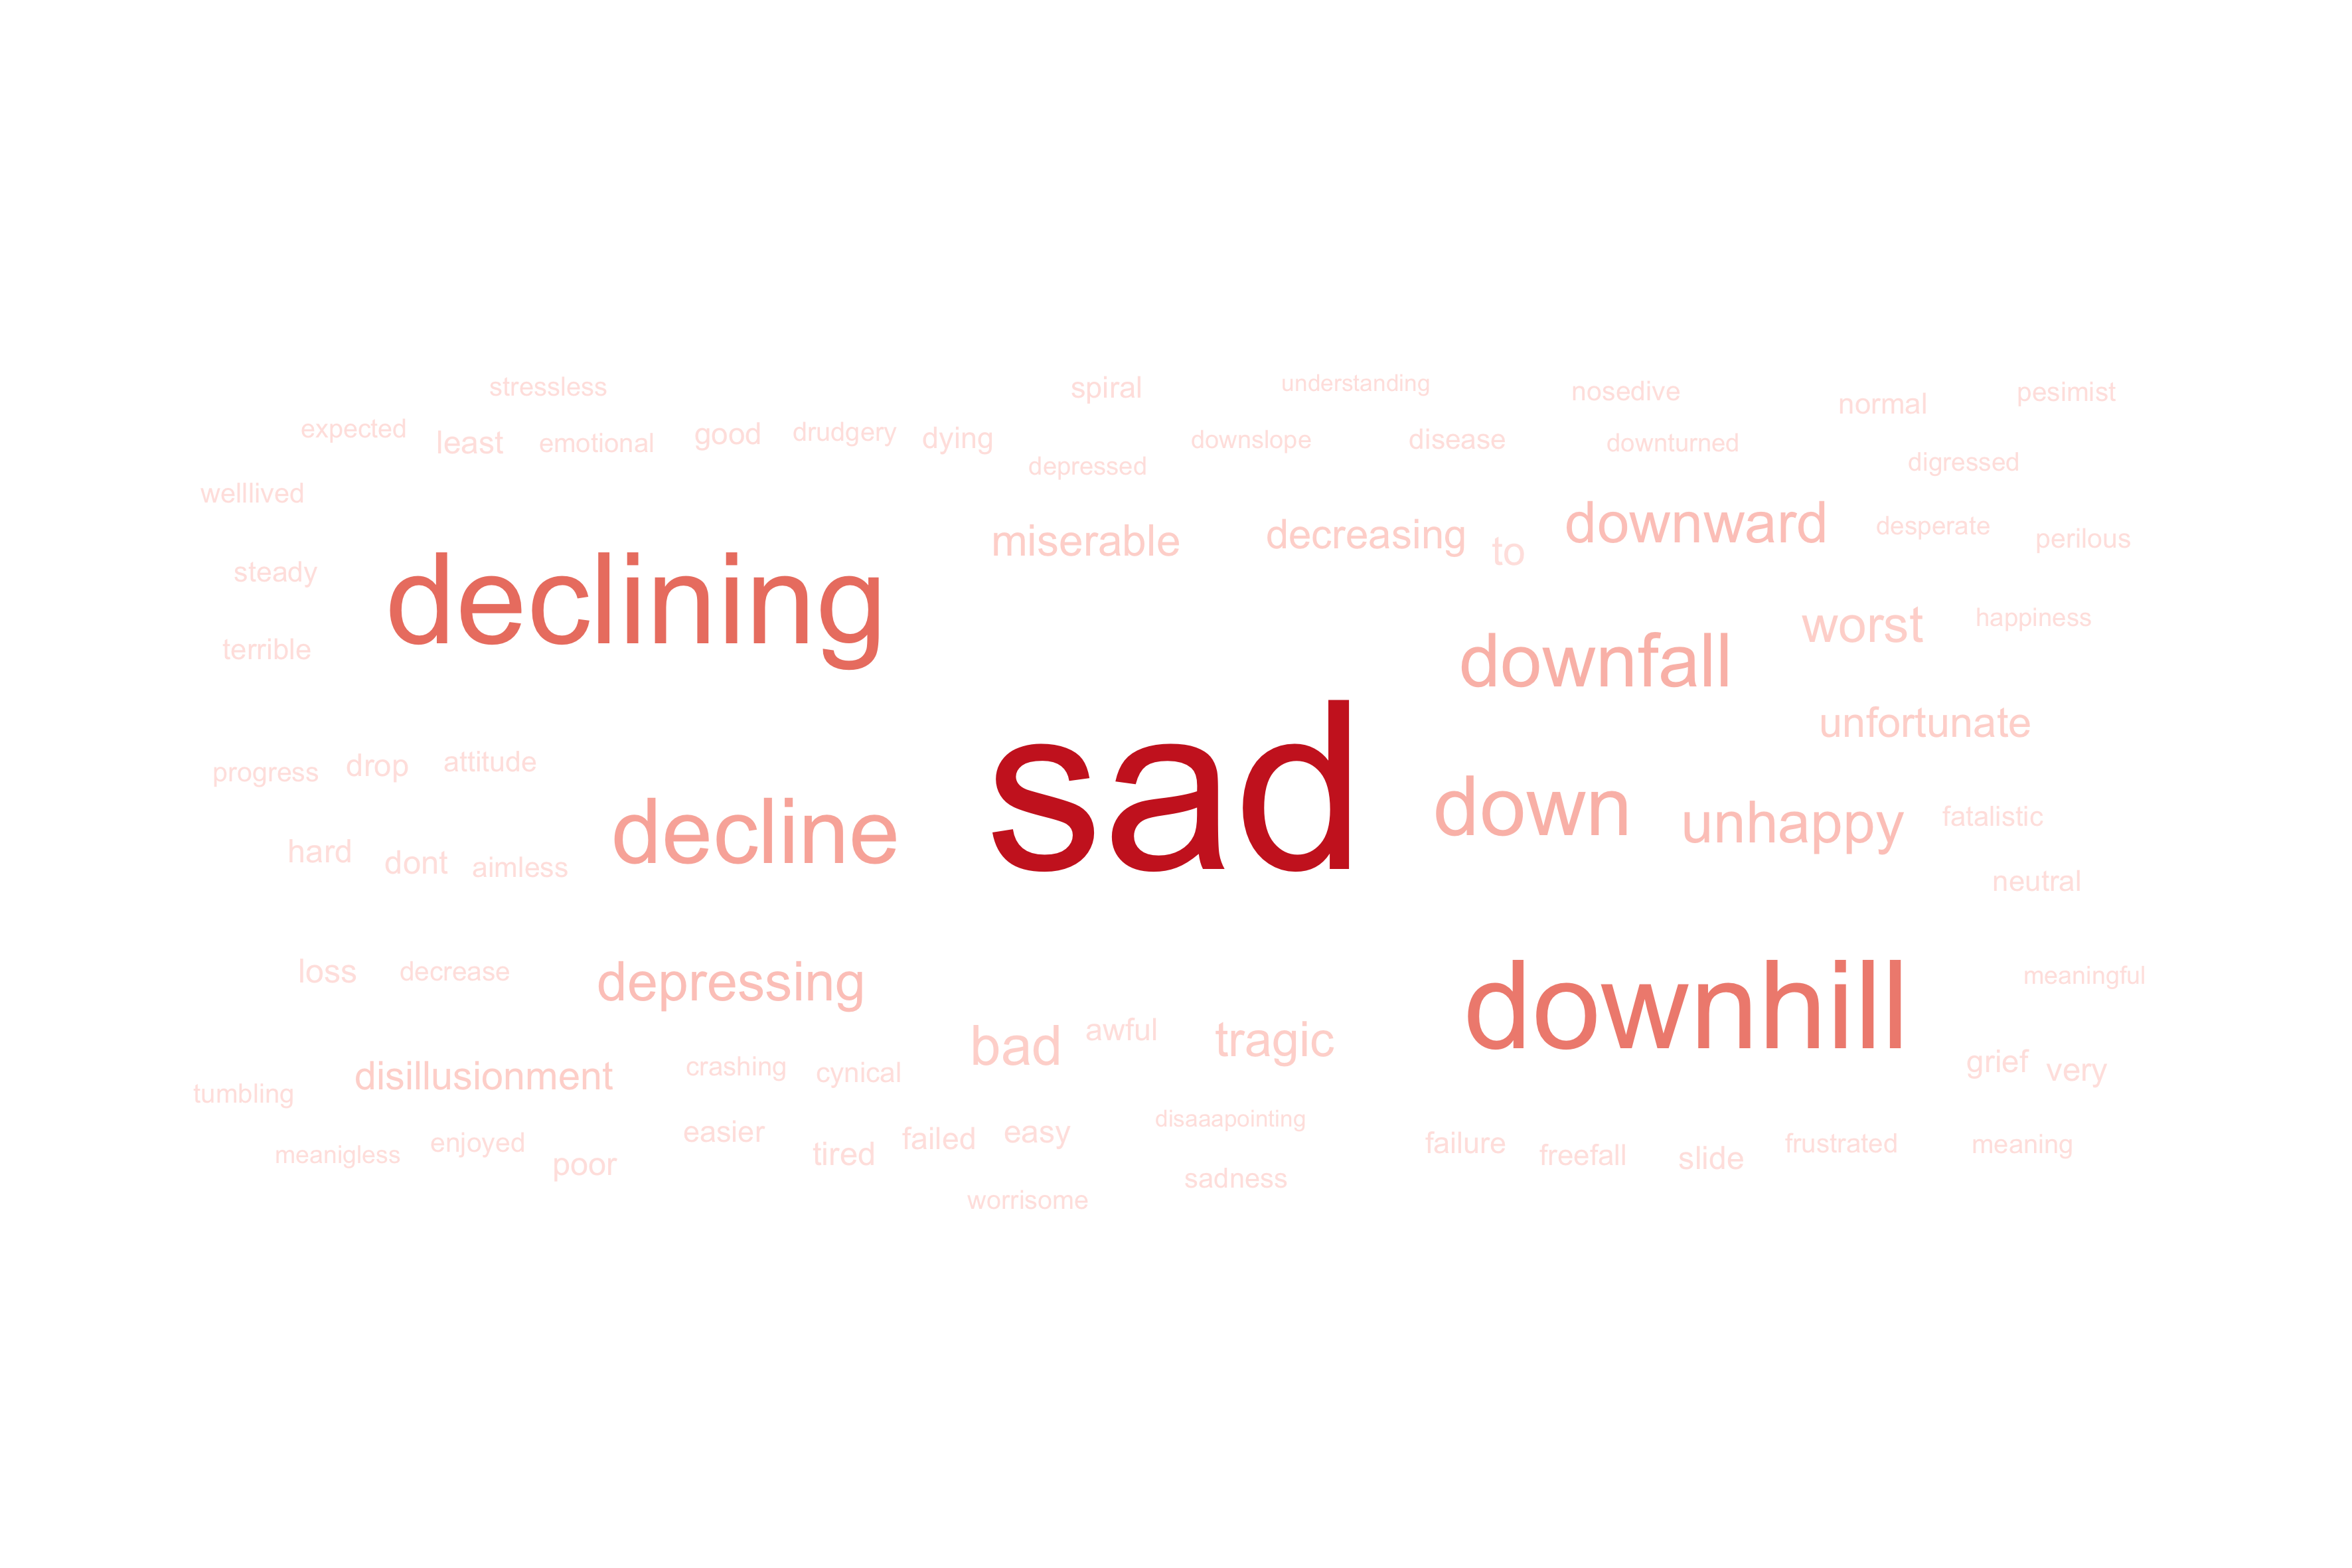 stressless
spiral
understanding
nosedive
normal
pesimist
expected
least
emotional
good
drudgery
dying
depressed
downslope
disease
downturned
digressed
welllived
declining
miserable
decreasing
to
downward
desperate
perilous
steady
terrible
downfall
worst
happiness
sad
unfortunate
progress
drop
attitude
decline
down
unhappy
fatalistic
hard
dont
aimless
neutral
loss
decrease
depressing
downhill
meaningful
bad
awful
tragic
disillusionment
crashing
cynical
grief
very
tumbling
disaaapointing
meanigless
enjoyed
poor
easier
tired
failed
easy
failure
freefall
slide
frustrated
meaning
sadness
worrisome